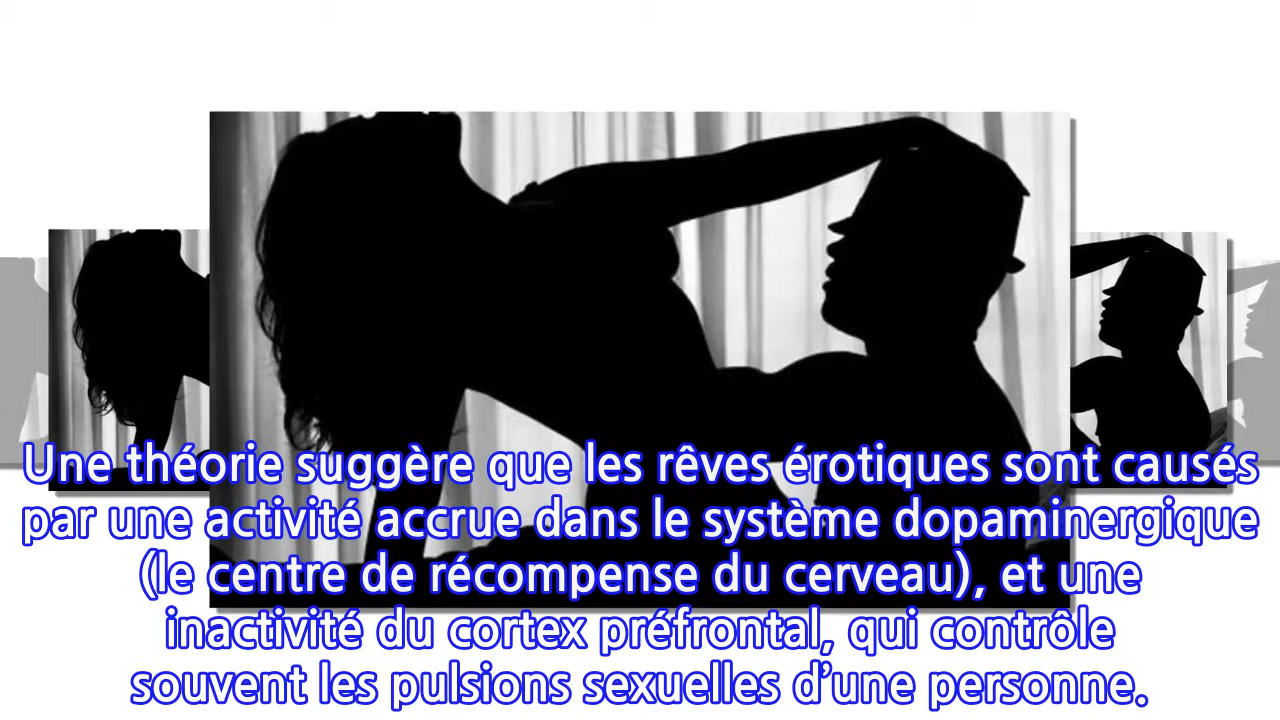 Une théorie suggère que les rêves érotiques sont causés
par une activité accrue dans le système dopaminergique
(le centre de récompense du cerveau), et une
inactivité du cortex préfrontal, qui contrôle
souvent les pulsions sexuelles d’une personne.